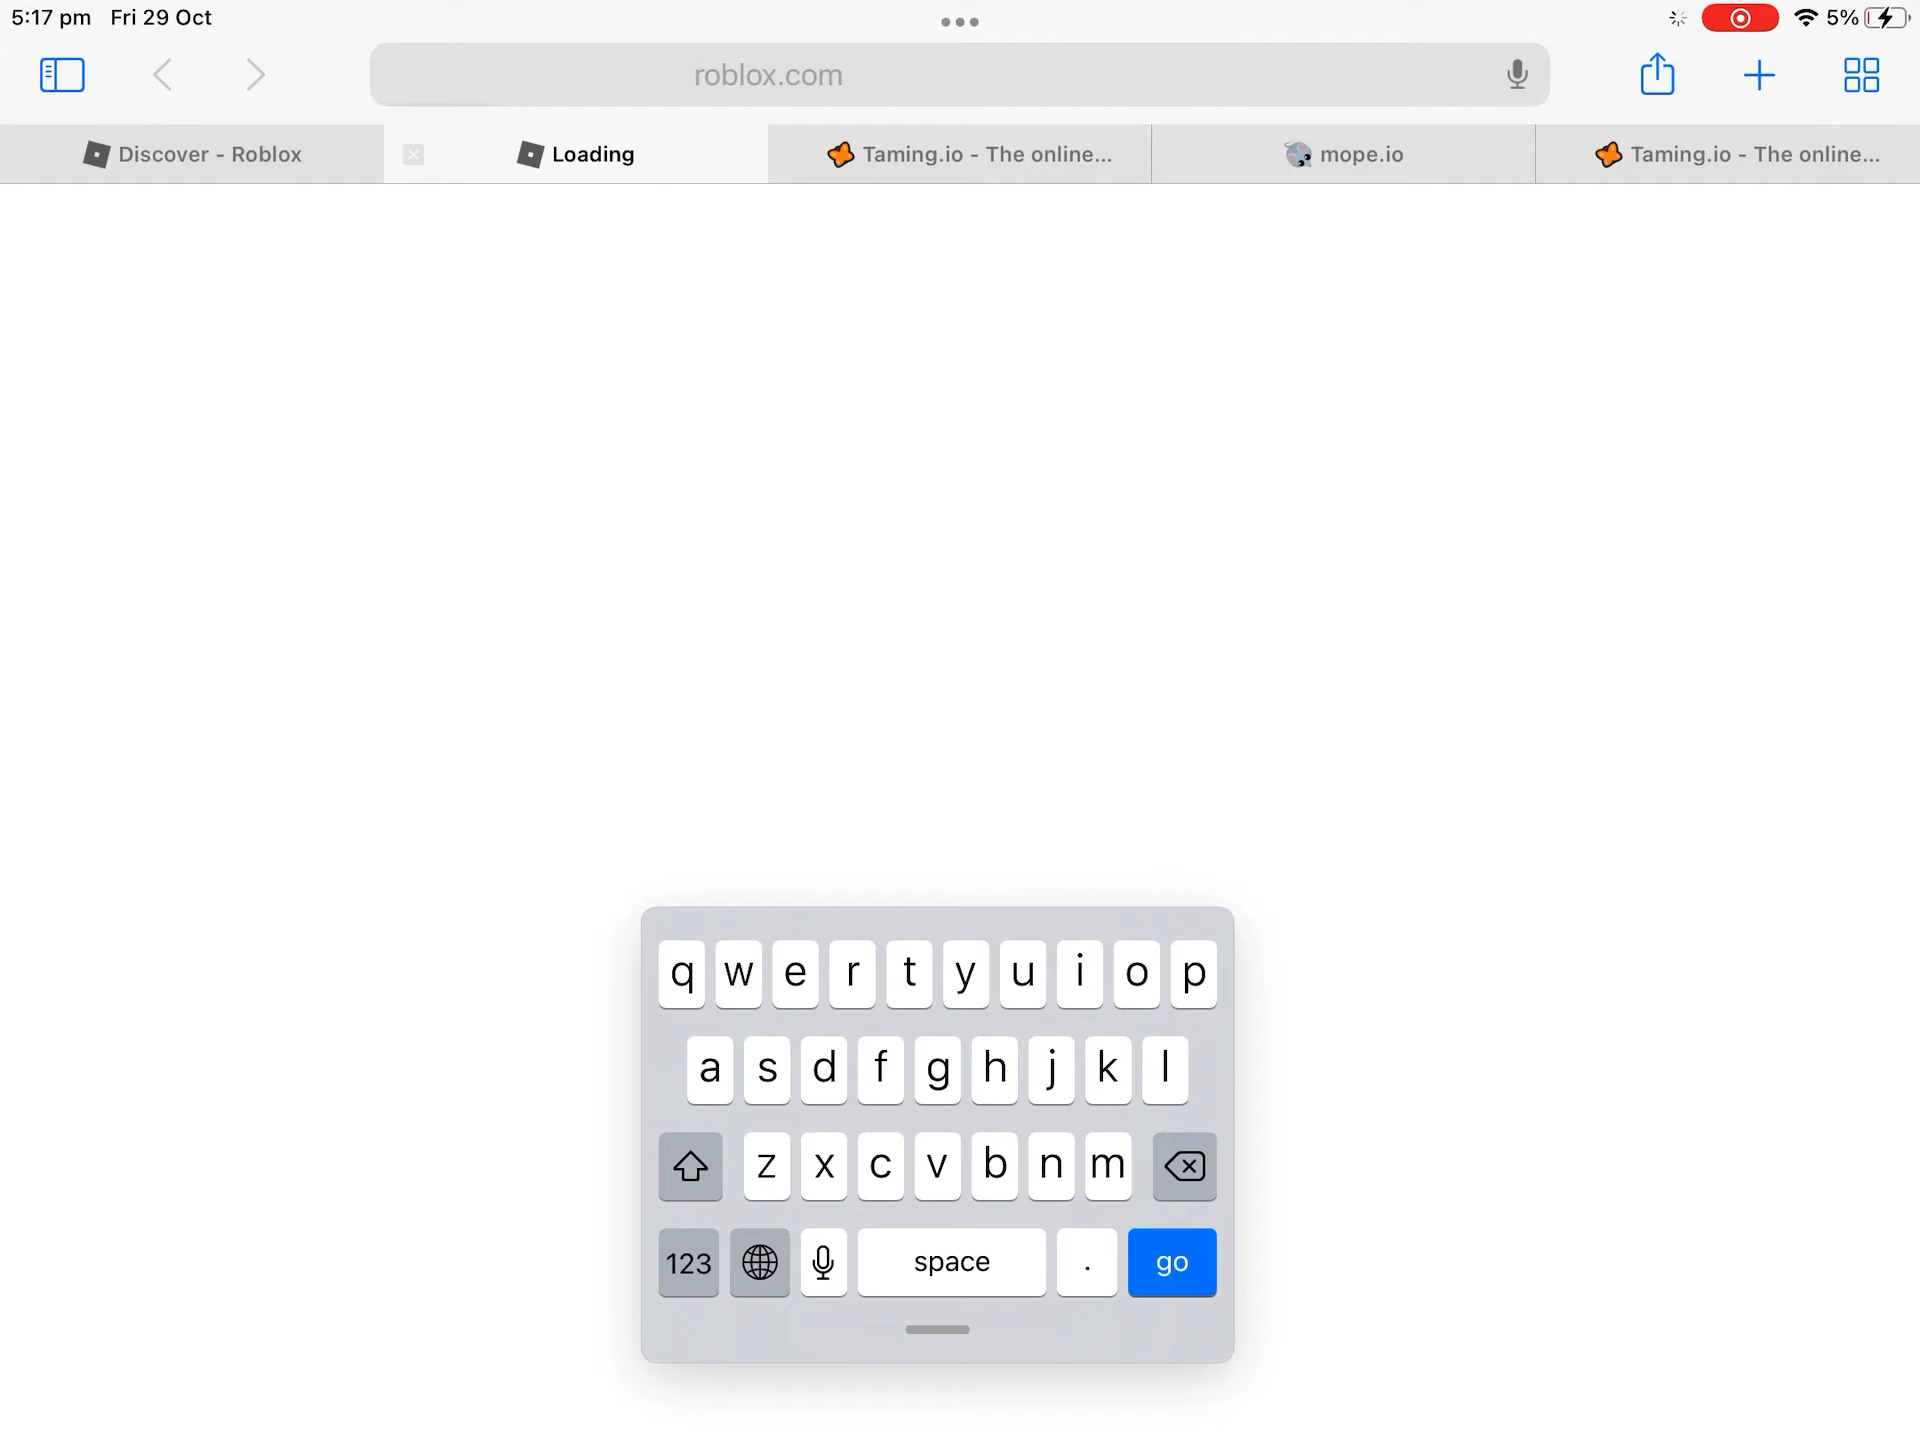 5:17 pm Fri 29 Oct
5%
roblox.com
Discover - Roblox
Loading
Taming.io - The online...
mope.io
Taming.io - The online...
q w e r t y u i o p
a s d f g h j k l
z x c v b n m
123 space . go